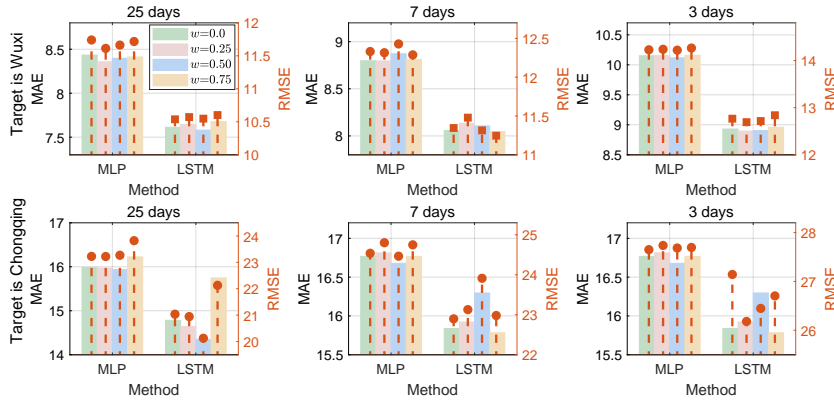 25 days
7 days
3 days
Target is Wuxi
MAE
8.5
8
7.5
12
11.5
11
10.5
10
RMSE
w=0.0
w=0.25
w=0.50
w=0.75
MLP
LSTM
Method
MAE
9
8.5
8
12.5
12
11.5
11
RMSE
MLP
LSTM
Method
MAE
10.5
10
9.5
9
8.5
14
13
12
RMSE
MLP
LSTM
Method
25 days
7 days
3 days
Target is Chongqing
MAE
17
16
15
14
24
23
22
21
20
RMSE
MLP
LSTM
Method
MAE
17
16.5
16
15.5
25
24
23
22
RMSE
MLP
LSTM
Method
MAE
17
16.5
16
15.5
28
27
26
RMSE
MLP
LSTM
Method